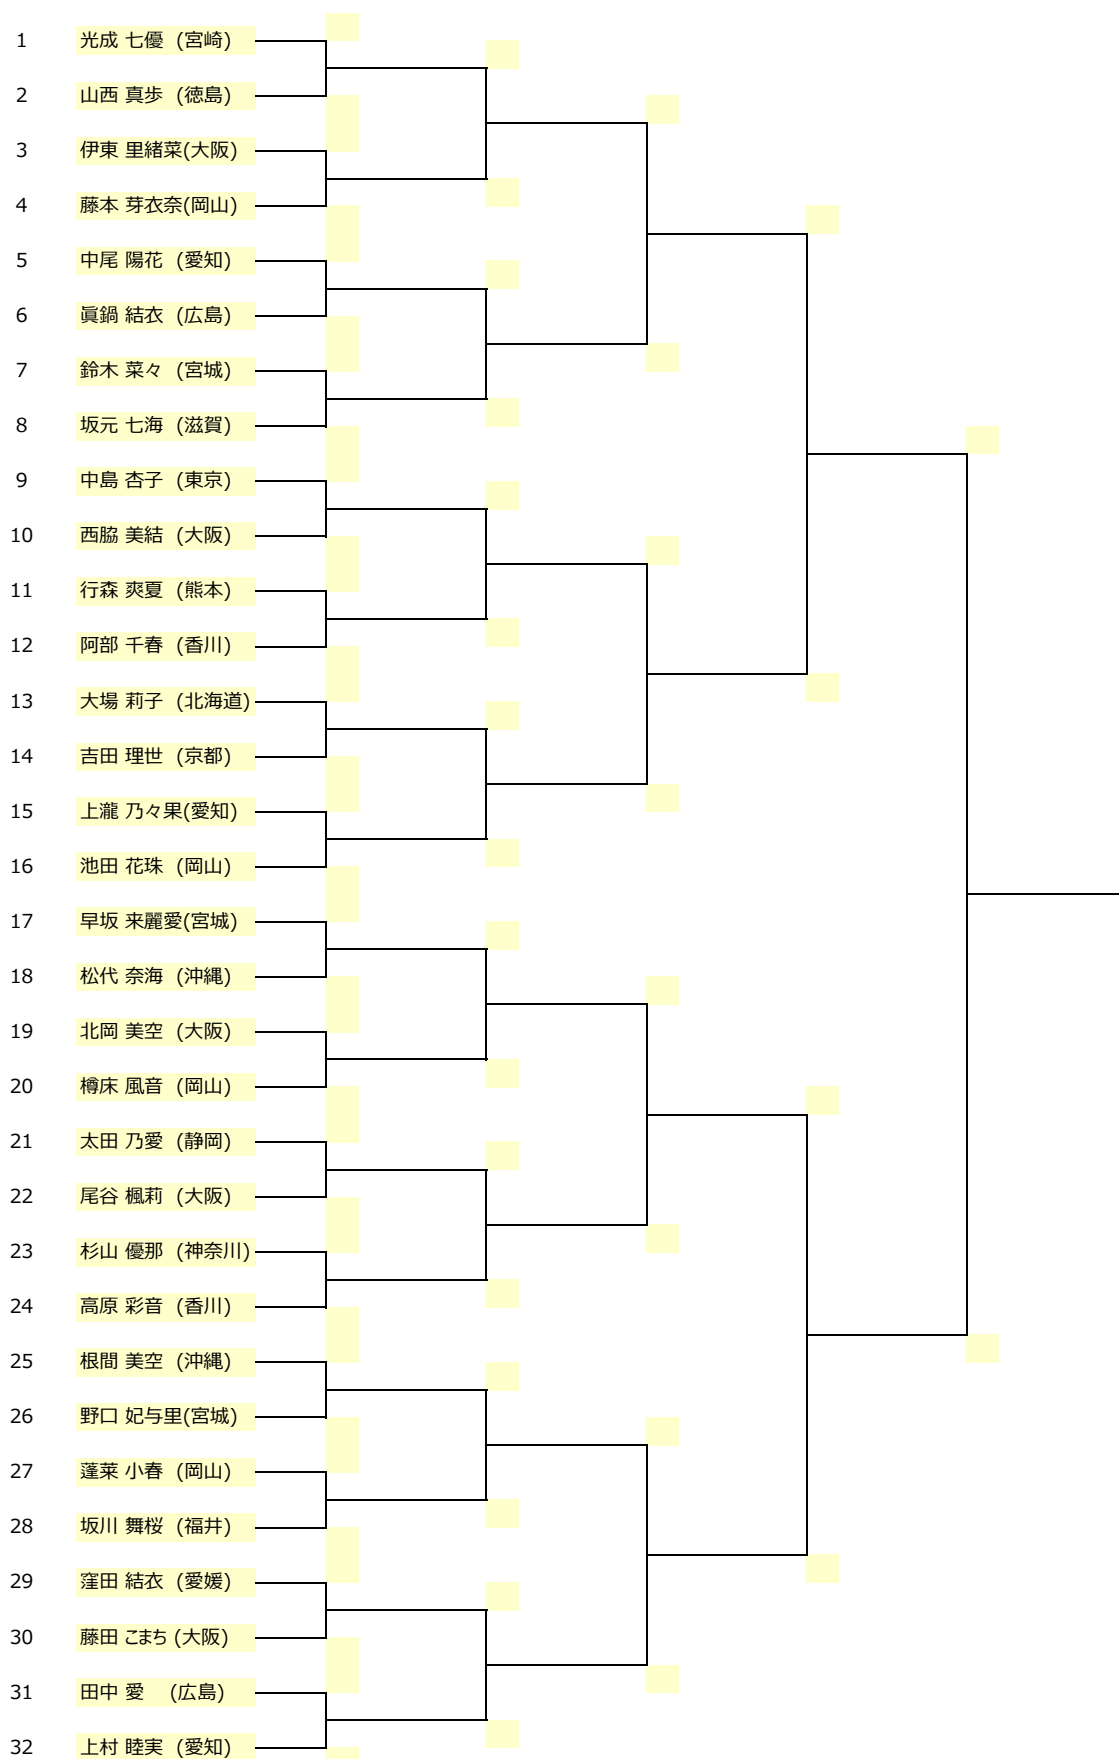 1 光成 七優 (宮崎)
2 山西 真歩 (徳島)
3 伊東 里緒菜(大阪)
4 藤本 芽衣奈(岡山)
5 中尾 陽花 (愛知)
6 眞鍋 結衣 (広島)
7 鈴木 菜々 (宮城)
8 坂元 七海 (滋賀)
9 中島 杏子 (東京)
10 西脇 美結 (大阪)
11 行森 爽夏 (熊本)
12 阿部 千春 (香川)
13 大場 莉子 (北海道)
14 吉田 理世 (京都)
15 上瀧 乃々果(愛知)
16 池田 花珠 (岡山)
17 早坂 来麗愛(宮城)
18 松代 奈海 (沖縄)
19 北岡 美空 (大阪)
20 樽床 風音 (岡山)
21 太田 乃愛 (静岡)
22 尾谷 楓莉 (大阪)
23 杉山 優那 (神奈川)
24 高原 彩音 (香川)
25 根間 美空 (沖縄)
26 野口 妃与里(宮城)
27 蓬莱 小春 (岡山)
28 坂川 舞桜 (福井)
29 窪田 結衣 (愛媛)
30 藤田 こまち (大阪)
31 田中 愛 (広島)
32 上村 睦実 (愛知)